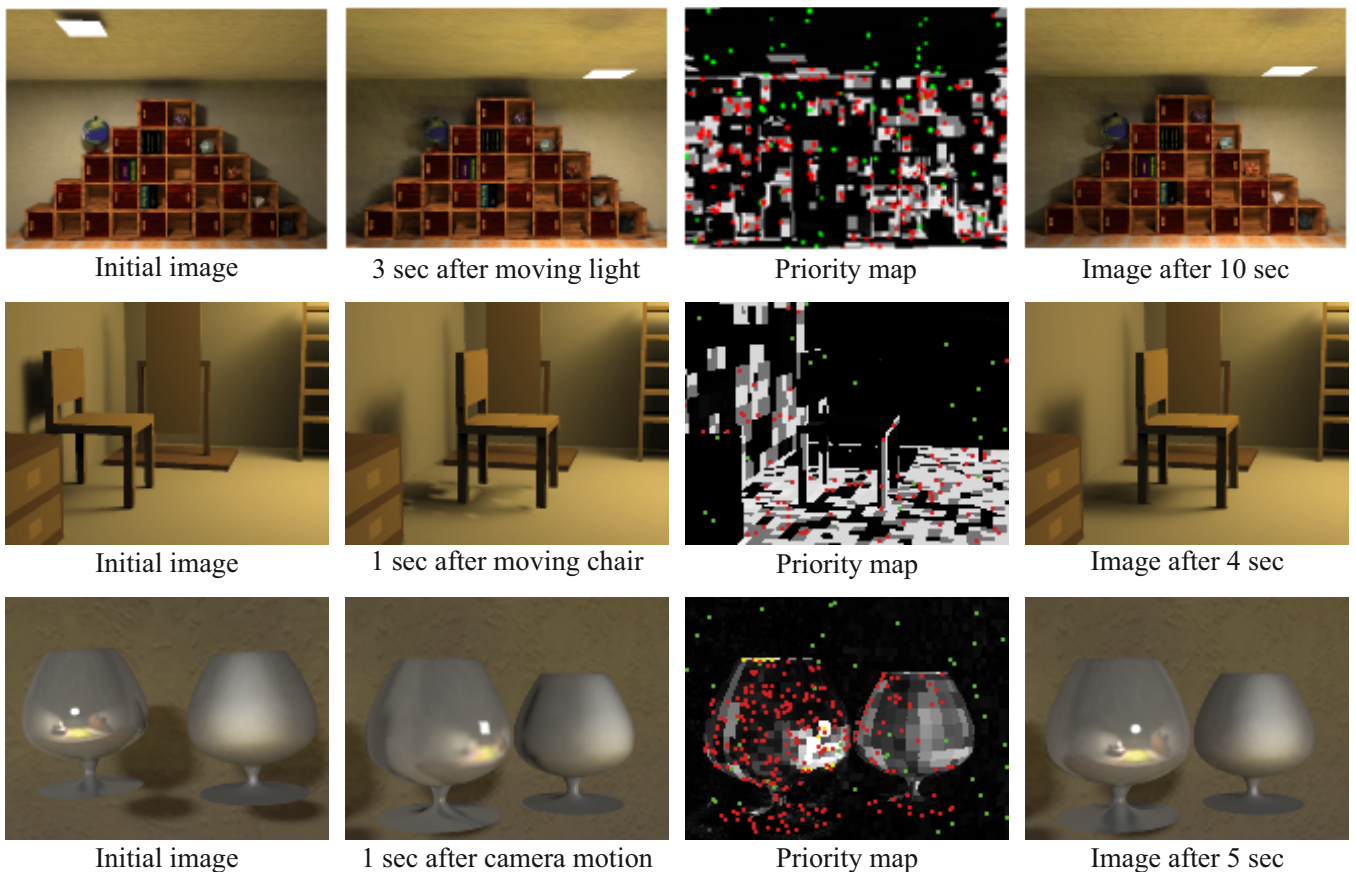 Initial image
3 sec after moving light
Priority map
Image after 10 sec
Initial image
1 sec after moving chair
Priority map
Image after 4 sec
Initial image
1 sec after camera motion
Priority map
Image after 5 sec